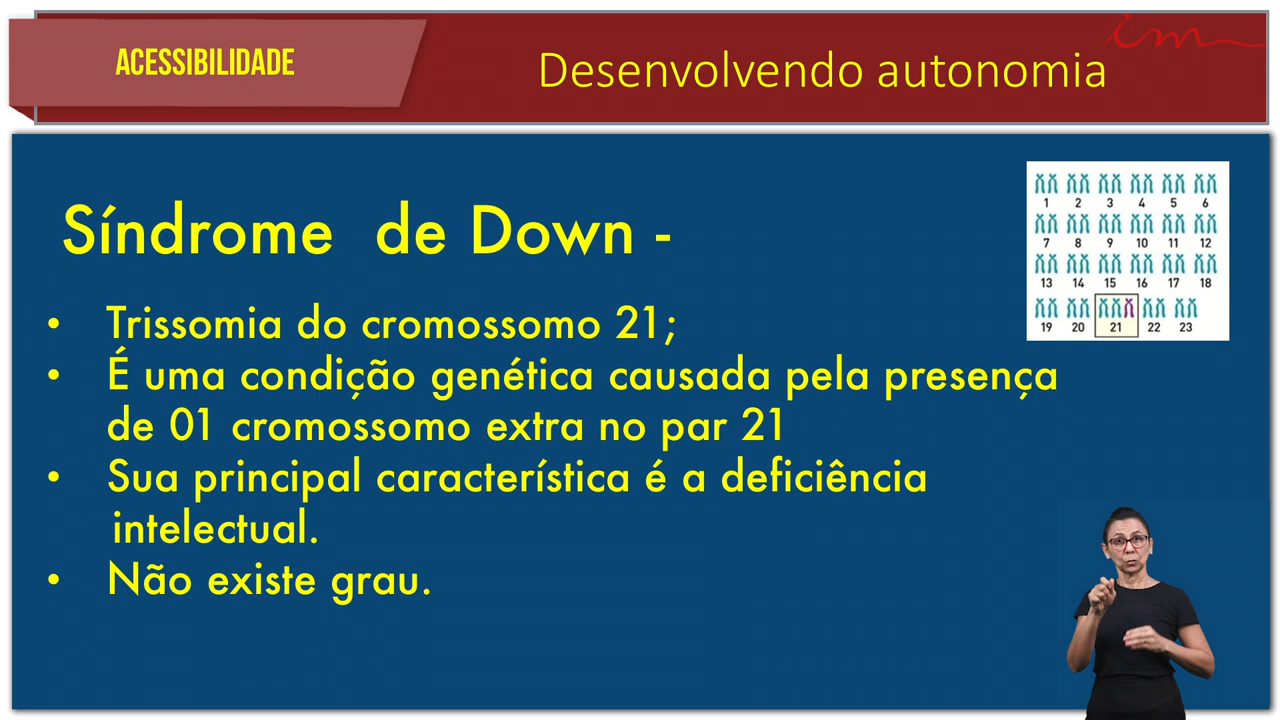 ACESSIBILIDADE
Desenvolvendo autonomia
im
Síndrome de Down -
• Trissomia do cromossomo 21;
• É uma condição genética causada pela presença
de 01 cromossomo extra no par 21
• Sua principal característica é a deficiência
intelectual.
• Não existe grau.
1 2 3 4 5 6
7 8 9 10 11 12
13 14 15 16 17 18
19 20 21 22 23